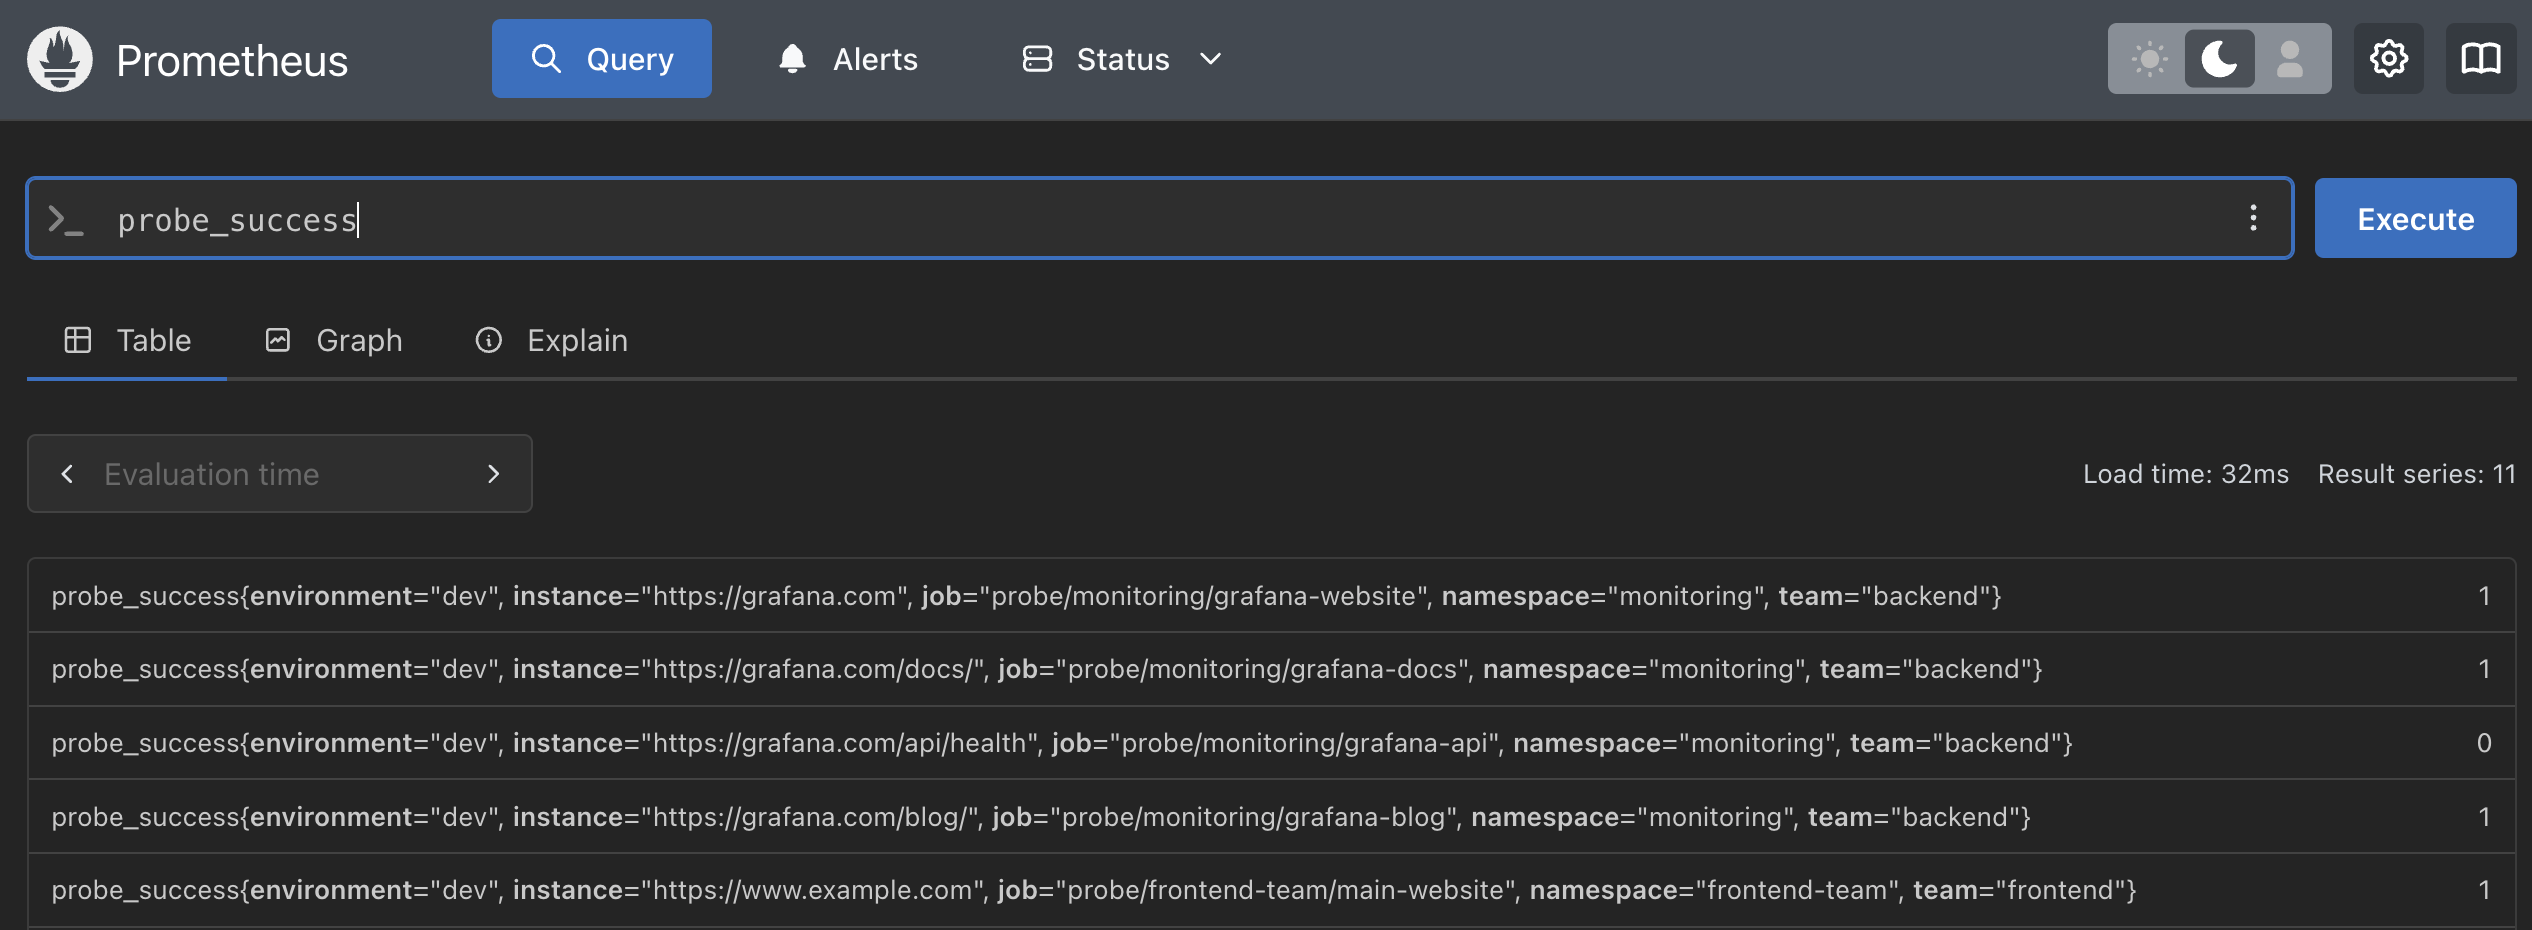 Prometheus Query Alerts Status
probe_success Execute
Table Graph Explain
Evaluation time Load time: 32ms Result series: 11
probe_success{environment="dev", instance="https://grafana.com", job="probe/monitoring/grafana-website", namespace="monitoring", team="backend"} 1
probe_success{environment="dev", instance="https://grafana.com/docs/", job="probe/monitoring/grafana-docs", namespace="monitoring", team="backend"} 1
probe_success{environment="dev", instance="https://grafana.com/api/health", job="probe/monitoring/grafana-api", namespace="monitoring", team="backend"} 0
probe_success{environment="dev", instance="https://grafana.com/blog/", job="probe/monitoring/grafana-blog", namespace="monitoring", team="backend"} 1
probe_success{environment="dev", instance="https://www.example.com", job="probe/frontend-team/main-website", namespace="frontend-team", team="frontend"} 1